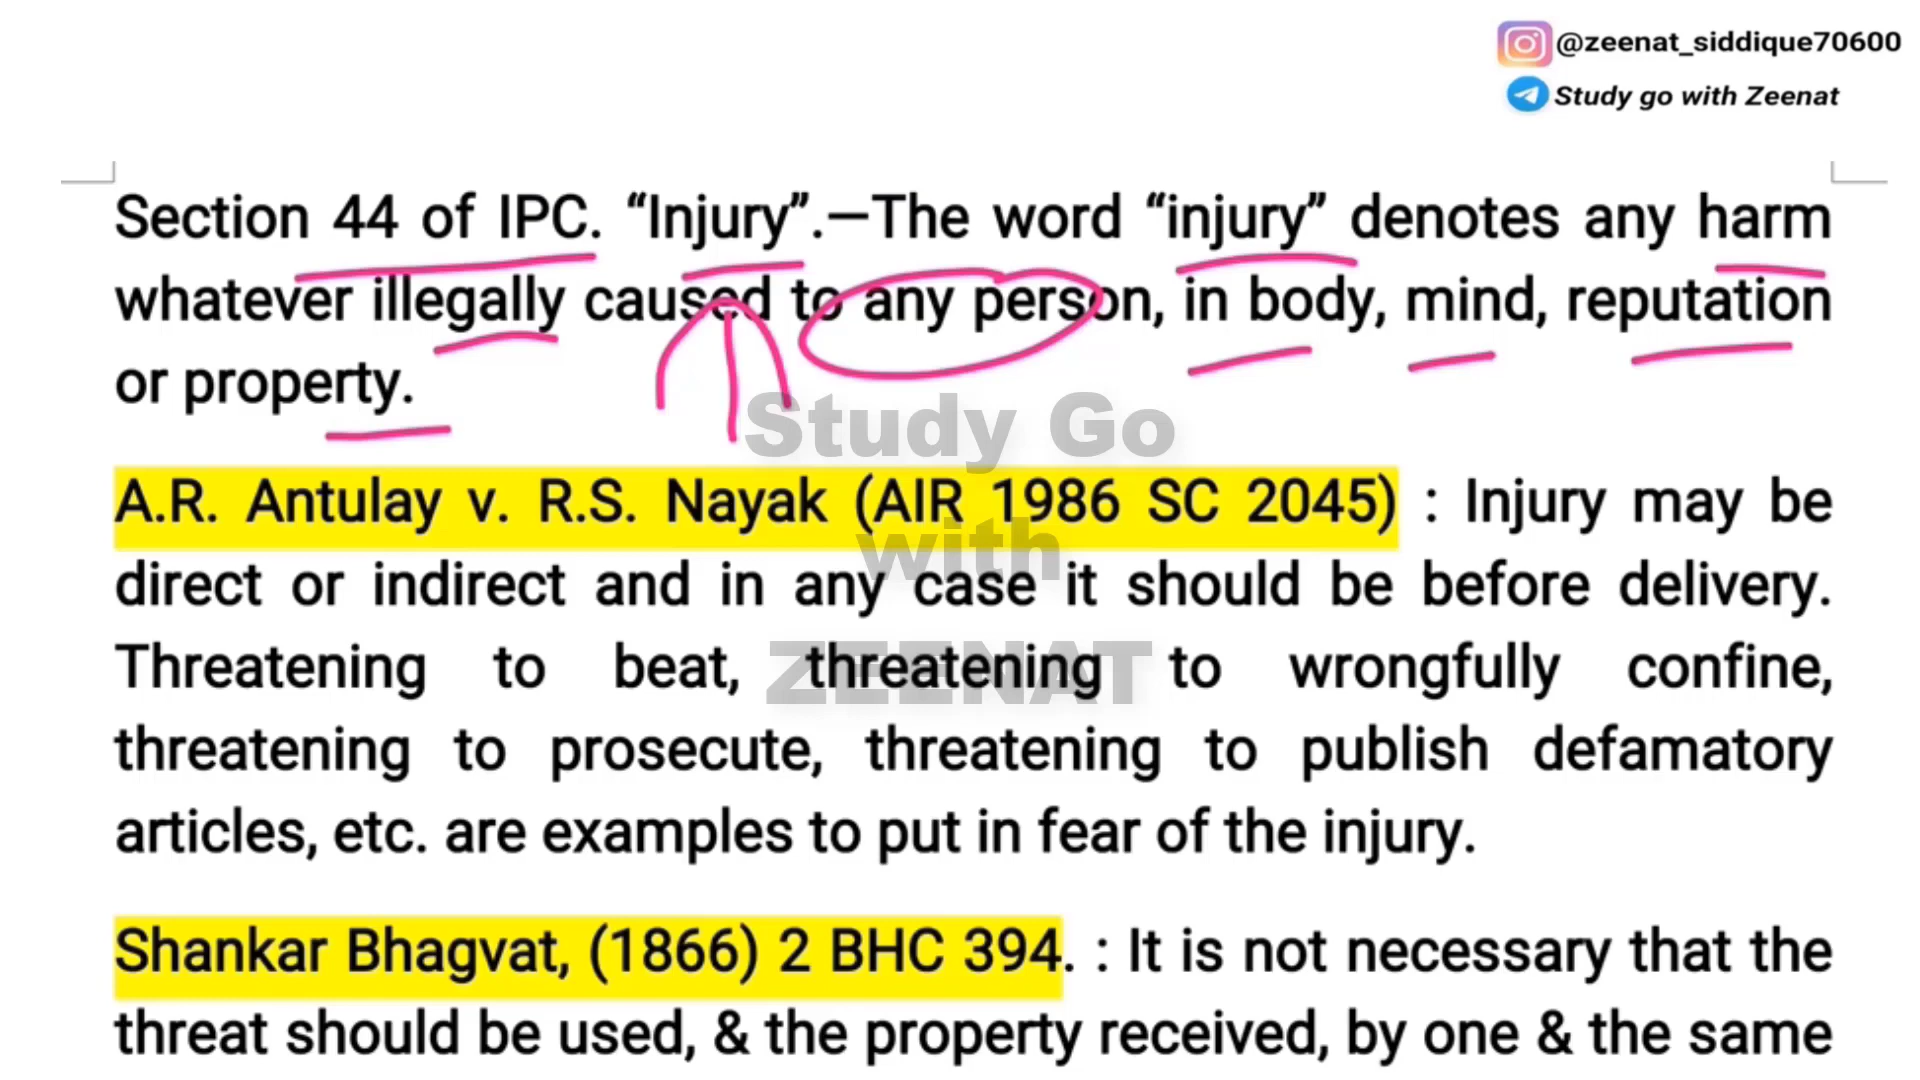 @zeenat_siddique70600
Study go with Zeenat
Section 44 of IPC. “Injury”.—The word “injury” denotes any harm
whatever illegally caused to any person, in body, mind, reputation
or property.
A.R. Antulay v. R.S. Nayak (AIR 1986 SC 2045) : Injury may be
direct or indirect and in any case it should be before delivery.
Threatening to beat, threatening to wrongfully confine,
threatening to prosecute, threatening to publish defamatory
articles, etc. are examples to put in fear of the injury.
Shankar Bhagvat, (1866) 2 BHC 394. : It is not necessary that the
threat should be used, & the property received, by one & the same
Study Go
with
ZEENAT